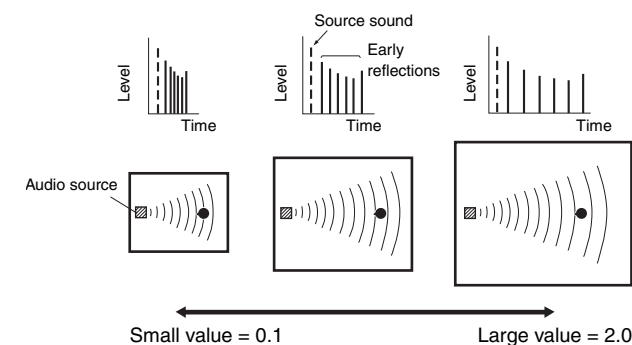 Source sound
Early
reflections
Level
Time
Level
Time
Level
Time
Audio source
Small value = 0.1
Large value = 2.0